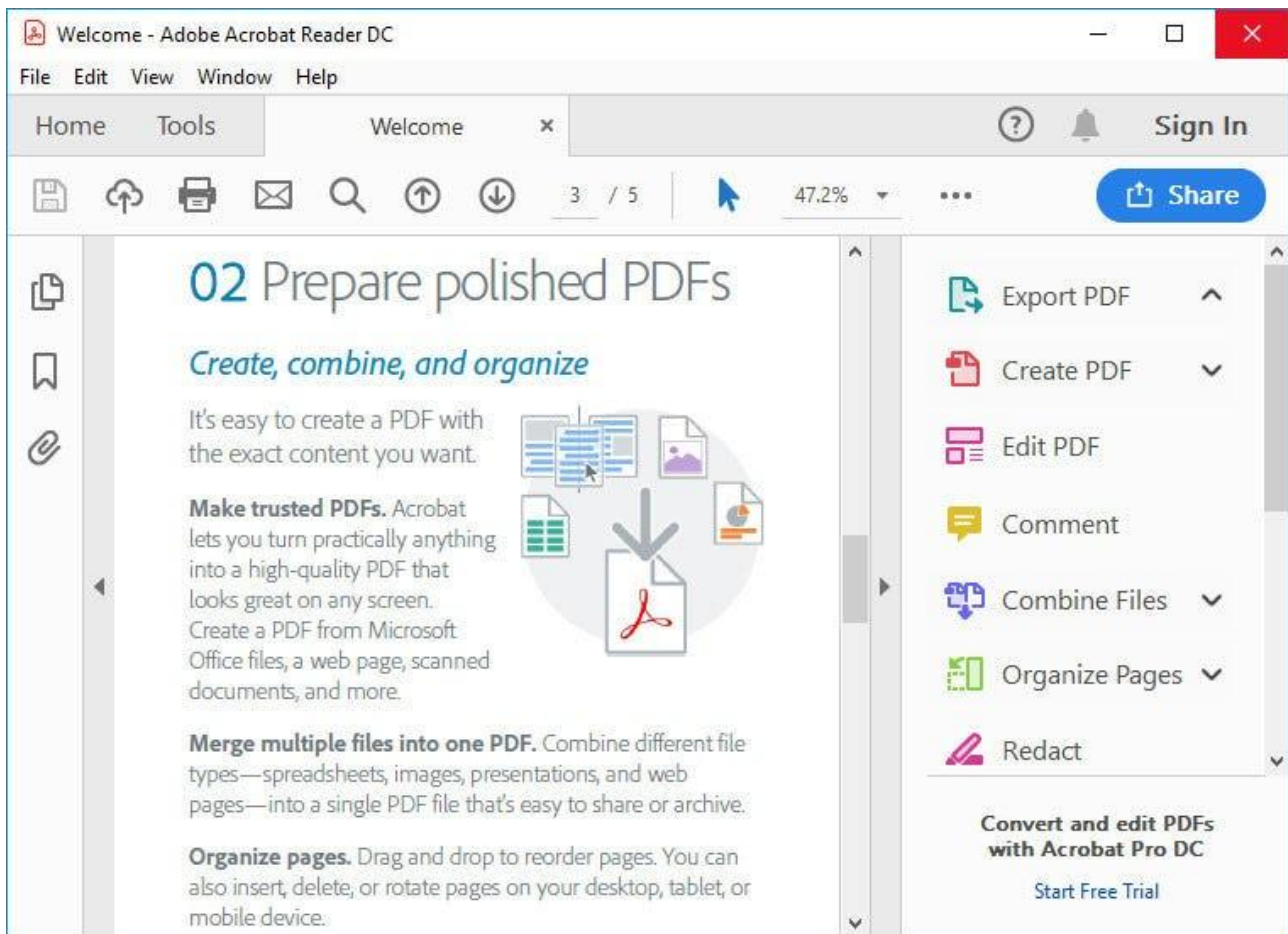 Welcome - Adobe Acrobat Reader DC
File Edit View Window Help
Home Tools Welcome × ? Sign In
3 / 5 47.2% Share
02 Prepare polished PDFs
Create, combine, and organize
It's easy to create a PDF with
the exact content you want.
Make trusted PDFs. Acrobat
lets you turn practically anything
into a high-quality PDF that
looks great on any screen.
Create a PDF from Microsoft
Office files, a web page, scanned
documents, and more.
Merge multiple files into one PDF. Combine different file
types—spreadsheets, images, presentations, and web
pages—into a single PDF file that's easy to share or archive.
Organize pages. Drag and drop to reorder pages. You can
also insert, delete, or rotate pages on your desktop, tablet, or
mobile device.
Export PDF
Create PDF
Edit PDF
Comment
Combine Files
Organize Pages
Redact
Convert and edit PDFs
with Acrobat Pro DC
Start Free Trial